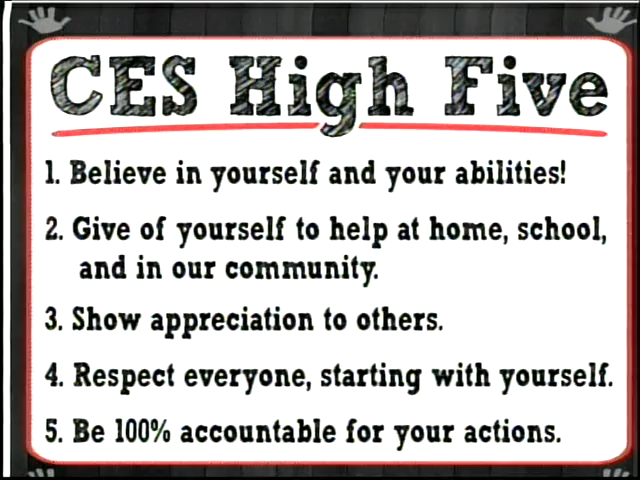 CES High Five
1. Believe in yourself and your abilities!
2. Give of yourself to help at home, school,
and in our community.
3. Show appreciation to others.
4. Respect everyone, starting with yourself.
5. Be 100% accountable for your actions.